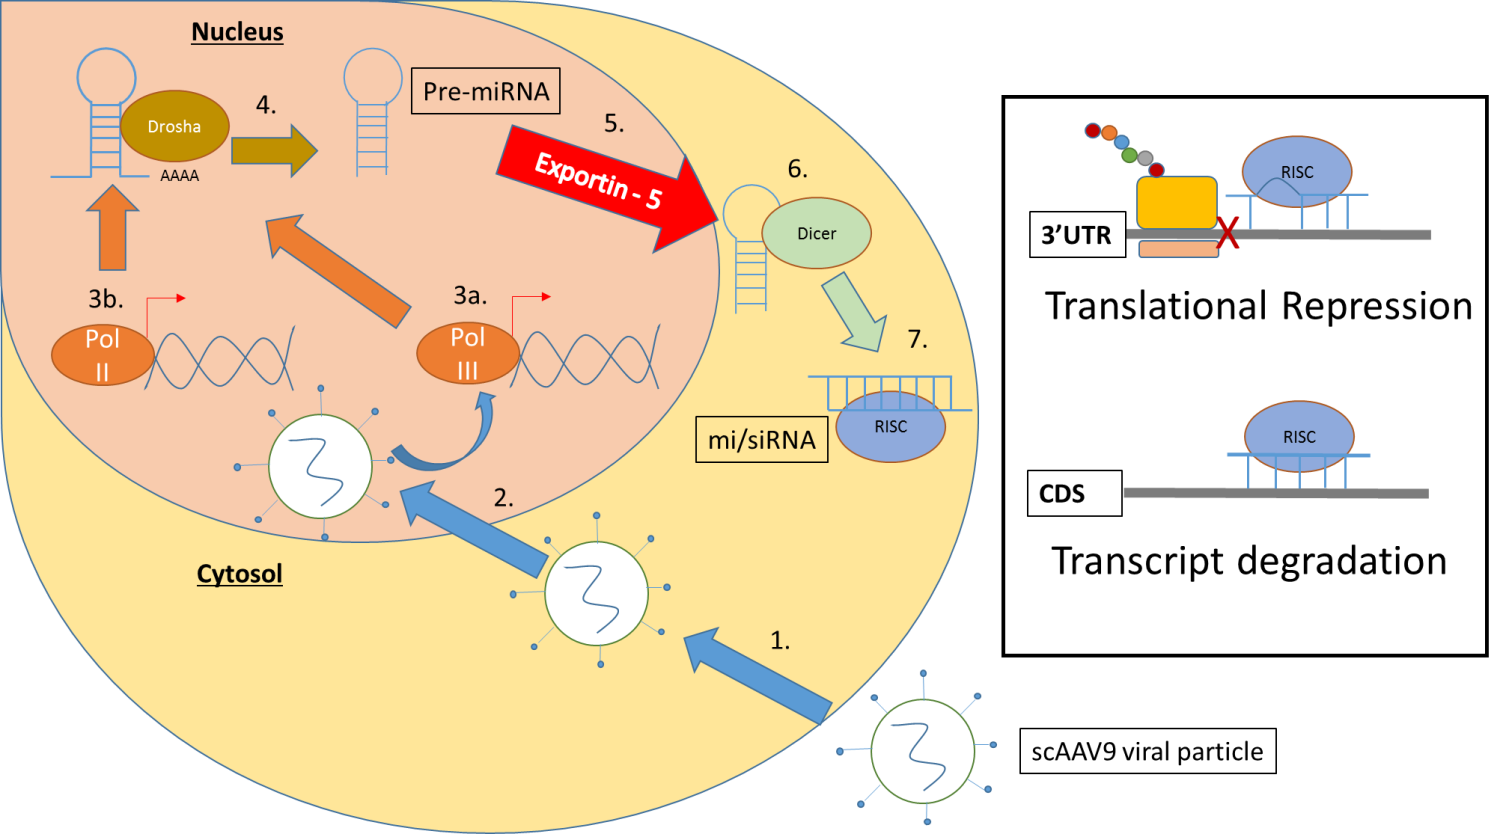 Nucleus
4.
Pre-miRNA
Drosha
AAAA
5.
Exportin - 5
6.
Dicer
3b.
3a.
Pol
II
Pol
III
7.
mi/siRNA
RISC
2.
Cytosol
1.
scAAV9 viral particle
RISC
3’UTR
X
Translational Repression
RISC
CDS
Transcript degradation